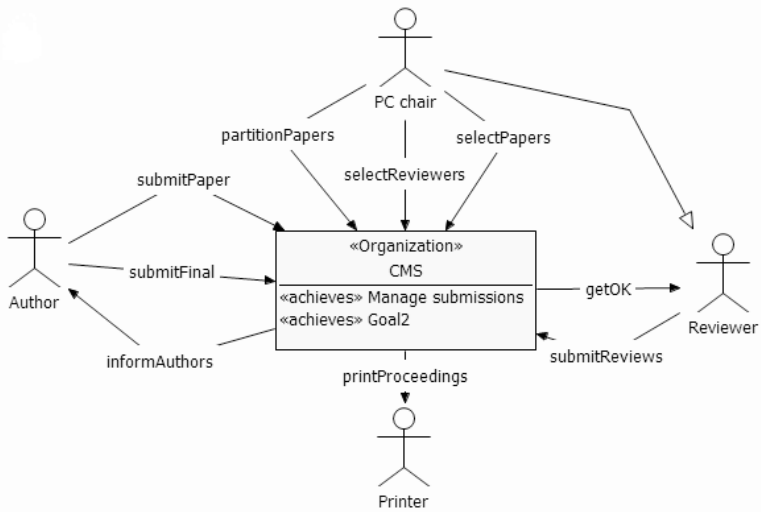 PC chair
partitionPapers
selectPapers
selectReviewers
submitPaper
«Organization»
CMS
Author
submitFinal
«achieves» Manage submissions
«achieves» Goal2
getOK
Reviewer
informAuthors
submitReviews
printProceedings
Printer